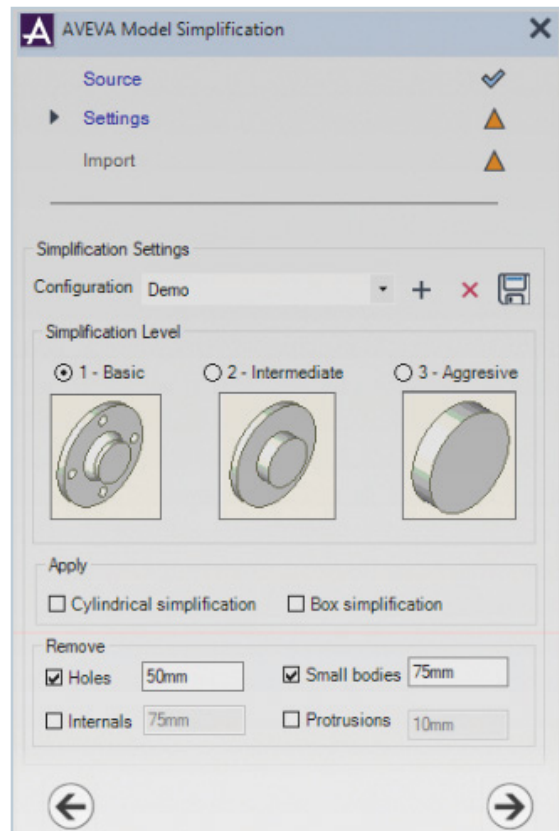 AVEVA Model Simplification
Source
Settings
Import
Simplification Settings
Configuration Demo
Simplification Level
1 - Basic 2 - Intermediate 3 - Aggresive
Apply
Cylindrical simplification Box simplification
Remove
Holes 50mm Small bodies 75mm
Internals 75mm Protrusions 10mm